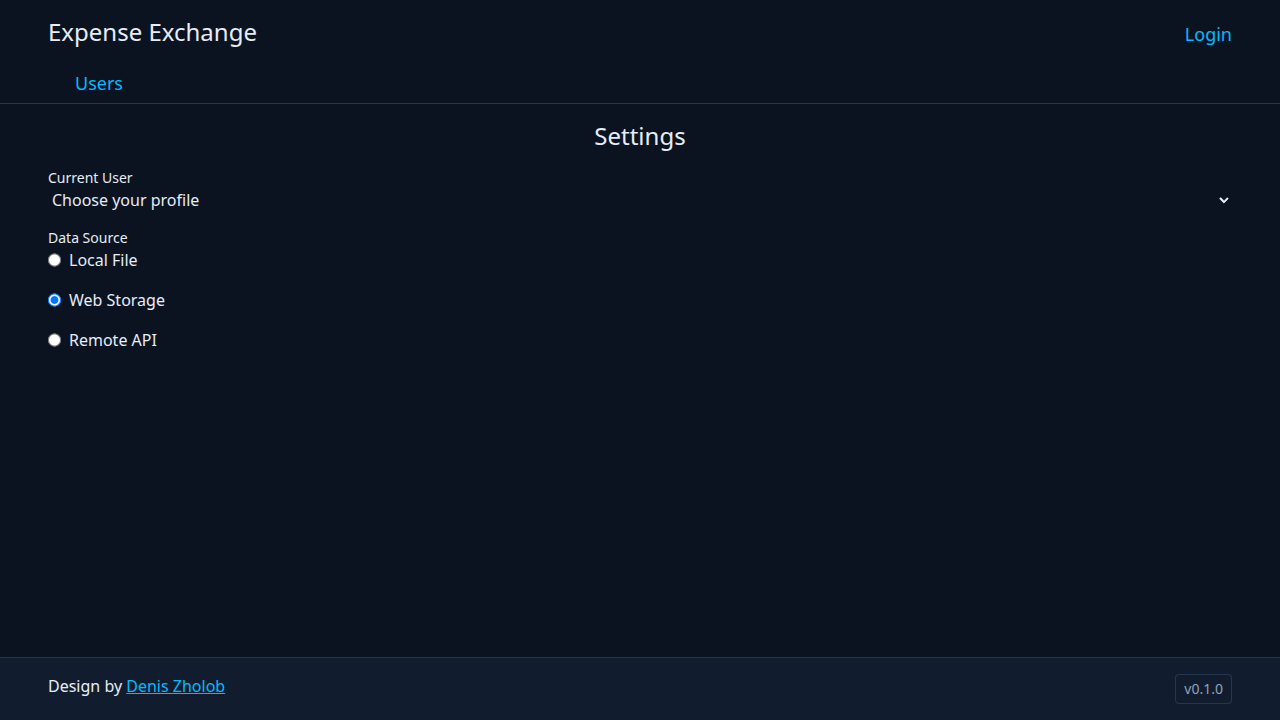 Expense Exchange
Login
Users
Settings
Current User
Choose your profile
Data Source
Local File
Web Storage
Remote API
Design by Denis Zholob
v0.1.0